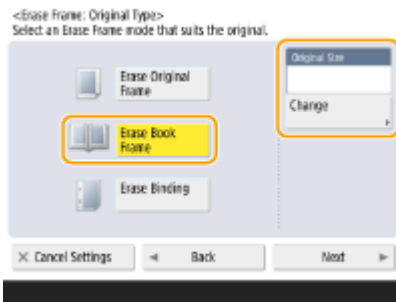 <Erase Frame: Original Type>
Select an Erase Frame mode that suits the original.
Original Size
Erase Original
Frame
Change
Erase Book
Frame
Erase Binding
× Cancel Settings
◄ Back
Next ►